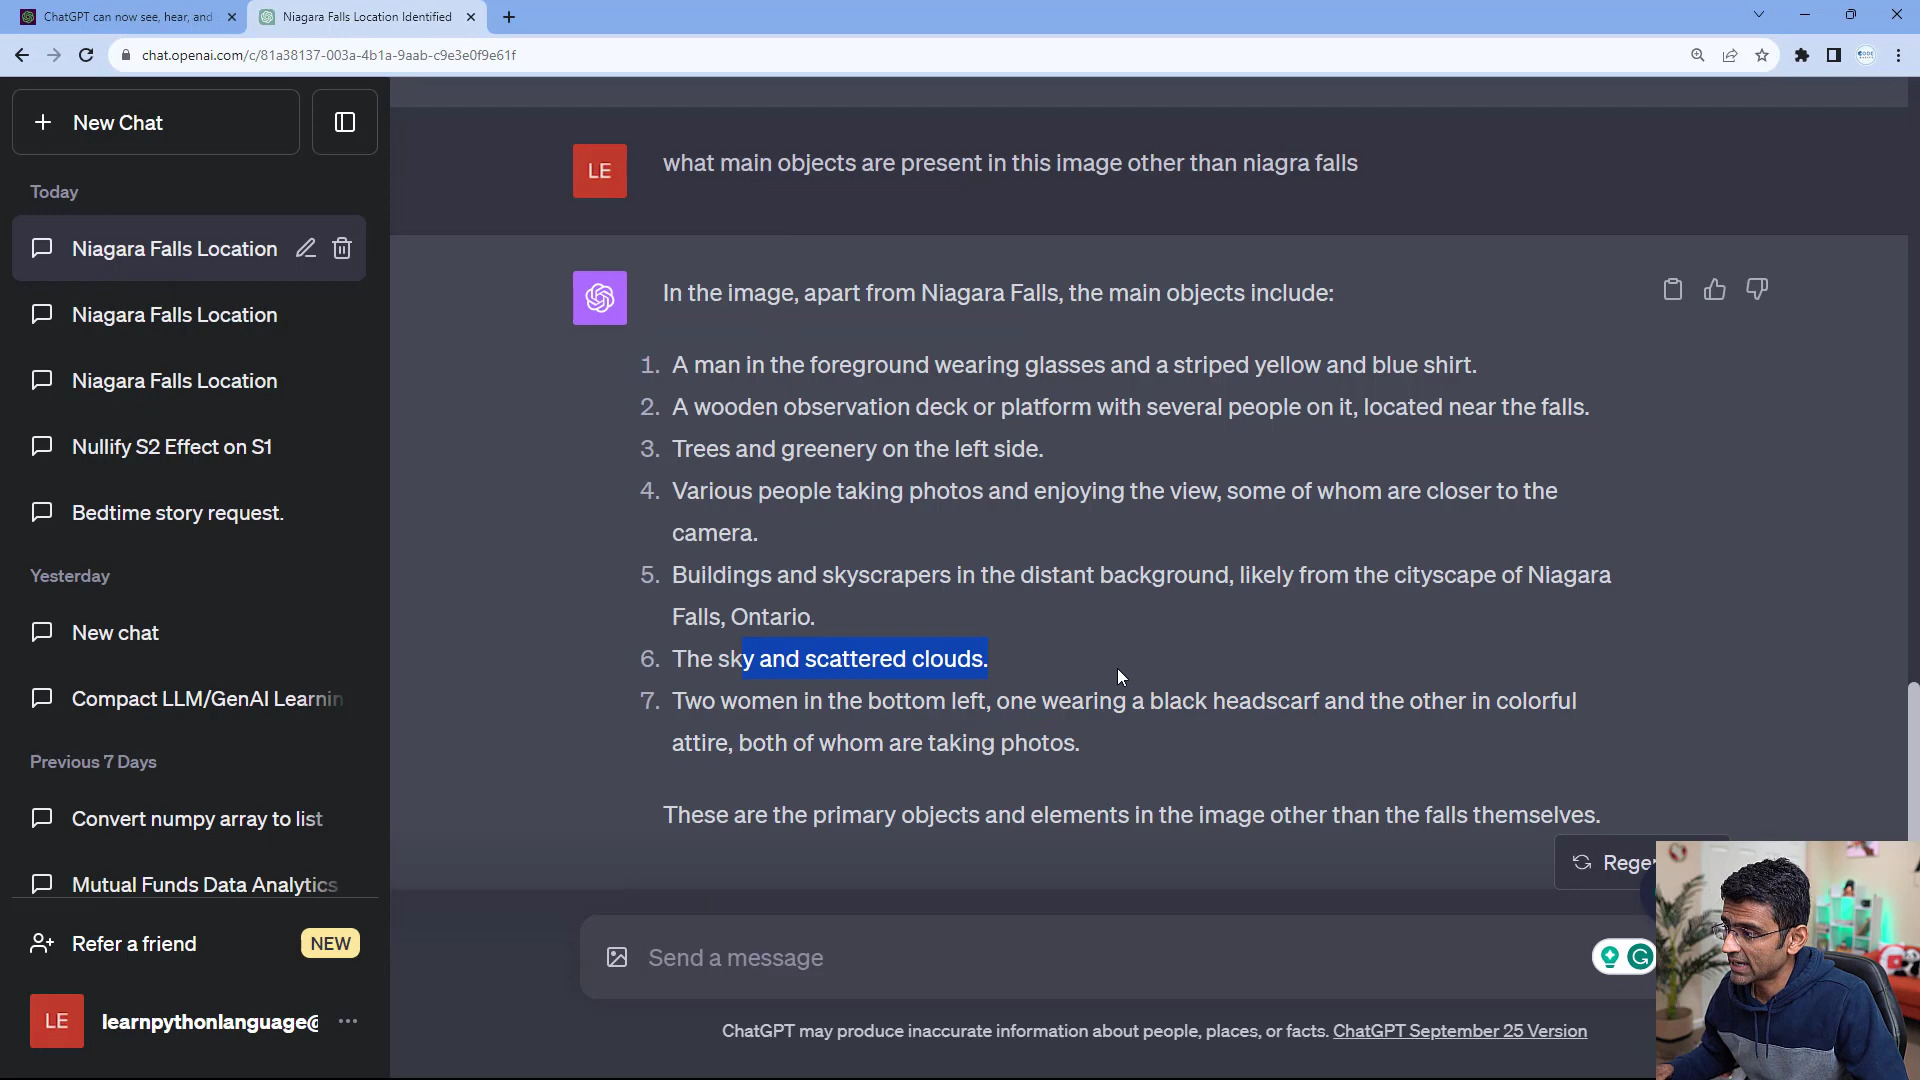 ChatGPT can now see, hear, and
Niagara Falls Location Identified
chat.openai.com/c/81a38137-003a-4b1a-9aab-c9e3e0f9e61f
New Chat
Today
Niagara Falls Location
Niagara Falls Location
Niagara Falls Location
Nullify S2 Effect on S1
Bedtime story request.
Yesterday
New chat
Compact LLM/GenAI Learnin
Previous 7 Days
Convert numpy array to list
Mutual Funds Data Analytics
Refer a friend
NEW
LE
learnpythonlanguage@
LE
what main objects are present in this image other than niagra falls
In the image, apart from Niagara Falls, the main objects include:
1. A man in the foreground wearing glasses and a striped yellow and blue shirt.
2. A wooden observation deck or platform with several people on it, located near the falls.
3. Trees and greenery on the left side.
4. Various people taking photos and enjoying the view, some of whom are closer to the
camera.
5. Buildings and skyscrapers in the distant background, likely from the cityscape of Niagara
Falls, Ontario.
6. The sky and scattered clouds.
7. Two women in the bottom left, one wearing a black headscarf and the other in colorful
attire, both of whom are taking photos.
These are the primary objects and elements in the image other than the falls themselves.
Rege
Send a message
ChatGPT may produce inaccurate information about people, places, or facts. ChatGPT September 25 Version